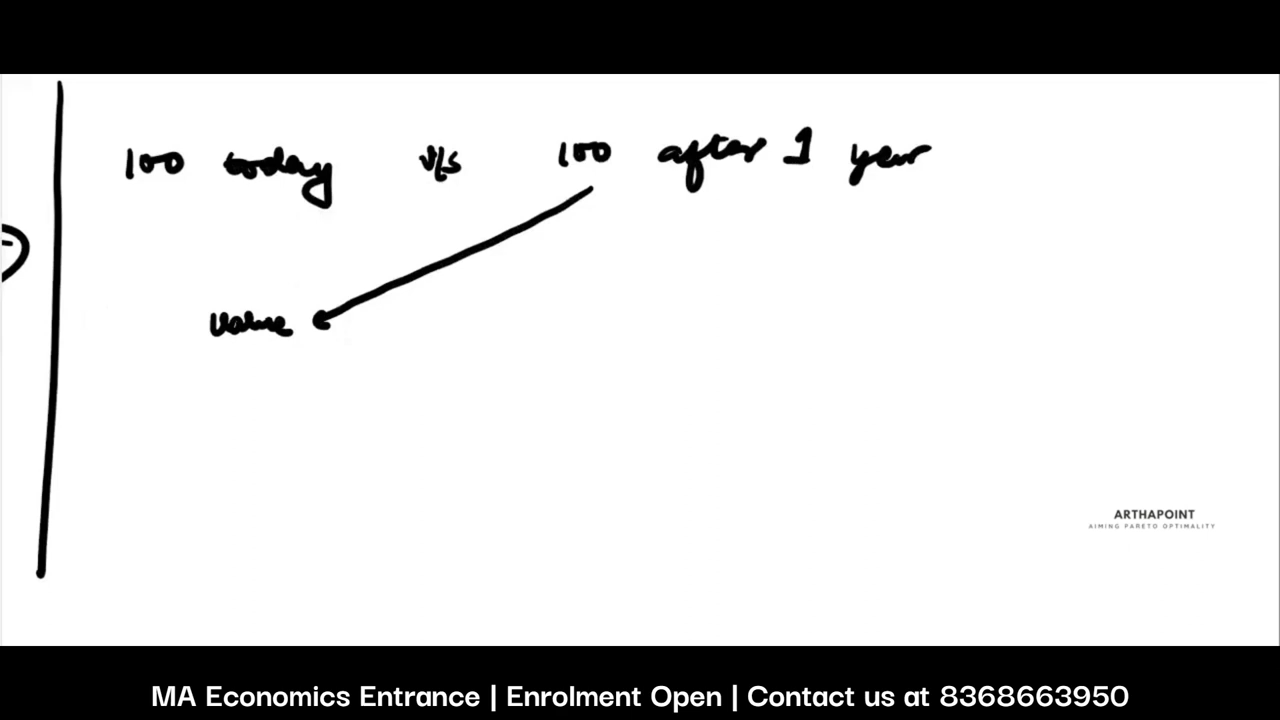 100 today v/s 100 after 1 year
value
ARTHAPOINT
AIMING PARETO OPTIMALITY
MA Economics Entrance | Enrolment Open | Contact us at 8368663950